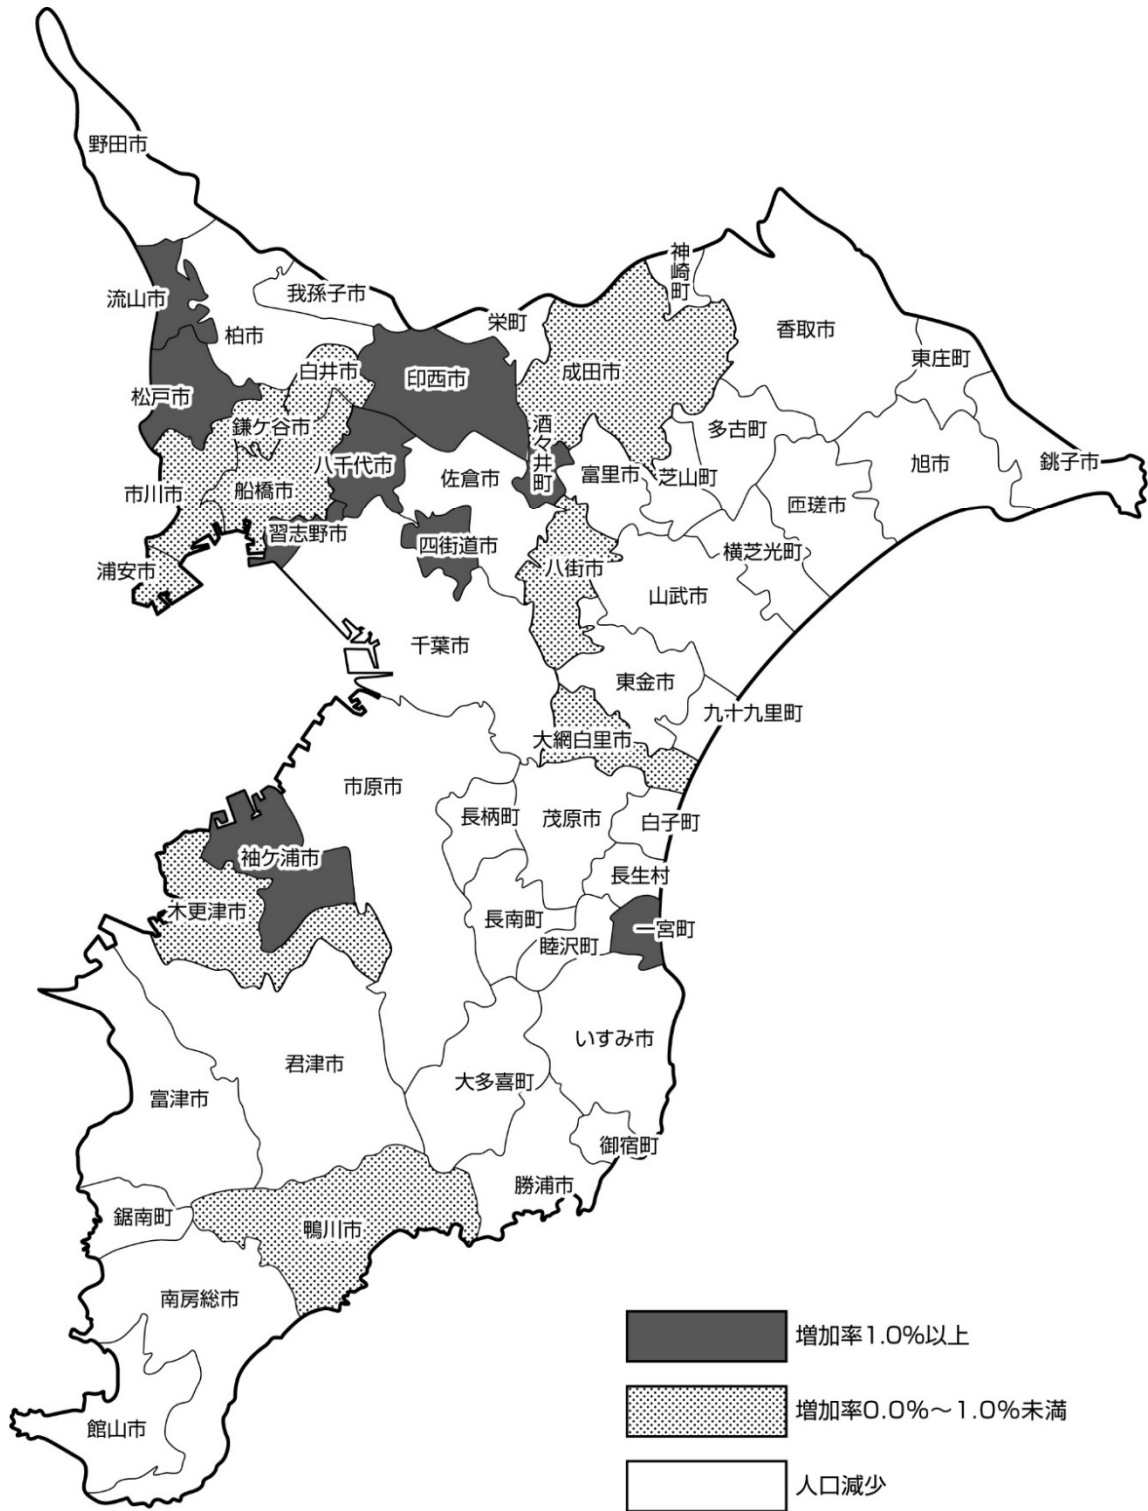 野田市
流山市
我孫子市
柏市
栄町
神崎町
香取市
東庄町
松戸市
白井市
印西市
成田市
鎌ケ谷市
酒々井町
多古町
銚子市
市川市
船橋市
八千代市
佐倉市
富里市
芝山町
匝瑳市
旭市
習志野市
四街道市
浦安市
八街市
横芝光町
山武市
千葉市
東金市
九十九里町
大網白里市
市原市
長柄町
茂原市
白子町
袖ケ浦市
長生村
木更津市
長南町
睦沢町
一宮町
いすみ市
君津市
大多喜町
富津市
御宿町
勝浦市
鋸南町
鴨川市
南房総市
館山市
増加率1.0%以上
増加率0.0%～1.0%未満
人口減少